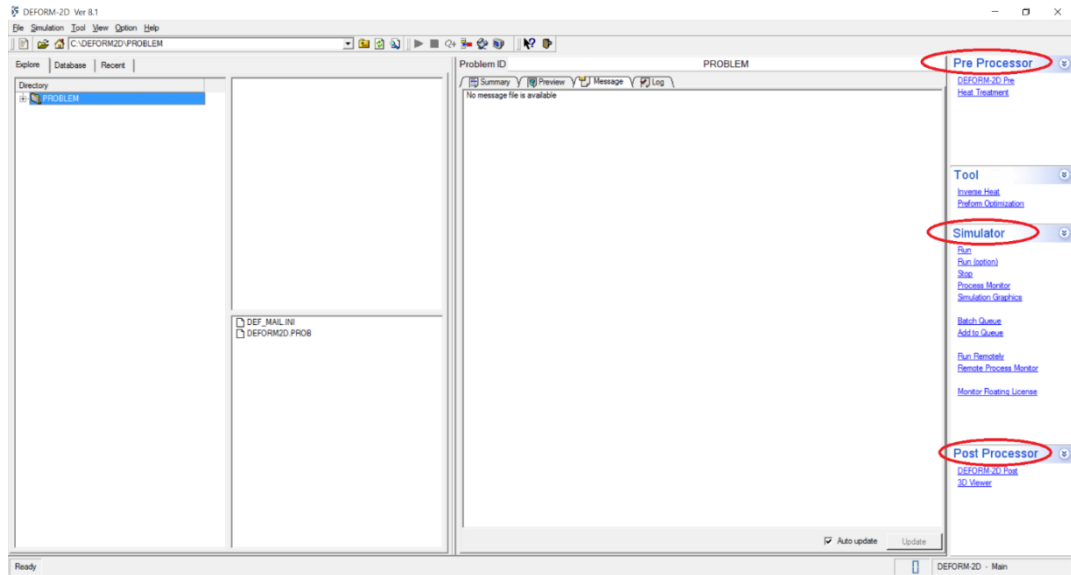 DEFORM-2D Ver 8.1
File Simulation Tool View Option Help
C:\DEFORM2D\PROBLEM
Explore Database Recent
Directory
PROBLEM
DEF_MAIL.INI
DEFORM2D.PROB
Problem ID PROBLEM
Summary Preview Message Log
No message file is available
Auto update Update
Pre Processor
DEFORM-2D Pre
Heat Treatment
Tool
Inverse Heat
Preform Optimization
Simulator
Run
Run (option)
Stop
Process Monitor
Simulation Graphics
Batch Queue
Add to Queue
Run Remotely
Remote Process Monitor
Monitor Floating License
Post Processor
DEFORM-2D Post
3D Viewer
Ready DEFORM-2D - Main